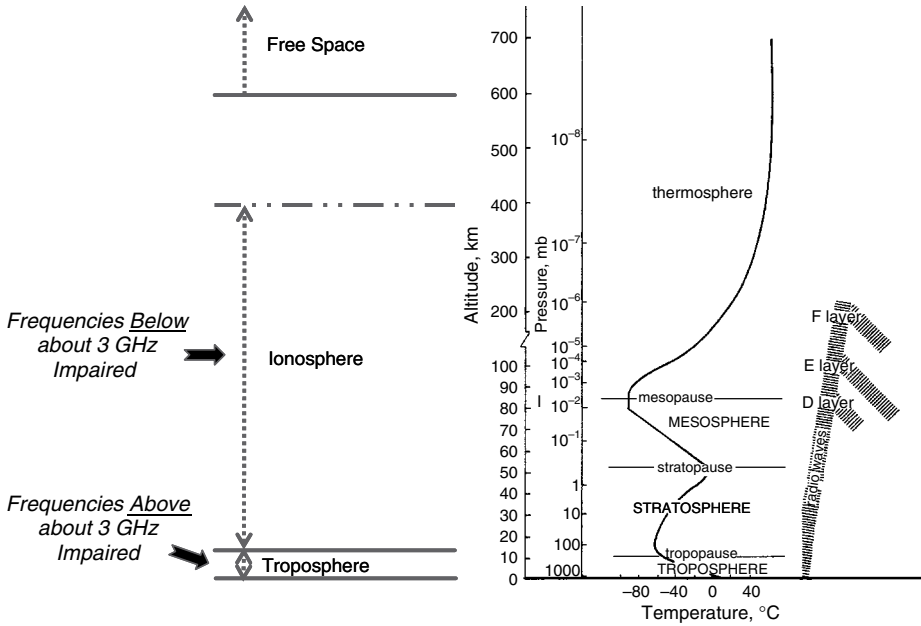 Free Space
Frequencies Below
about 3 GHz
Impaired
Ionosphere
Frequencies Above
about 3 GHz
Impaired
Troposphere
Altitude, km
700
600
500
400
300
200
100
90
80
70
60
50
40
30
20
10
0
Pressure, mb
10⁻⁸
10⁻⁷
10⁻⁶
10⁻⁵
10⁻⁴
10⁻³
10⁻²
10⁻¹
1
10
100
1000
thermosphere
mesopause
MESOSPHERE
stratopause
STRATOSPHERE
tropopause
TROPOSPHERE
F layer
E layer
D layer
radio waves
−80 −40 0 40
Temperature, °C